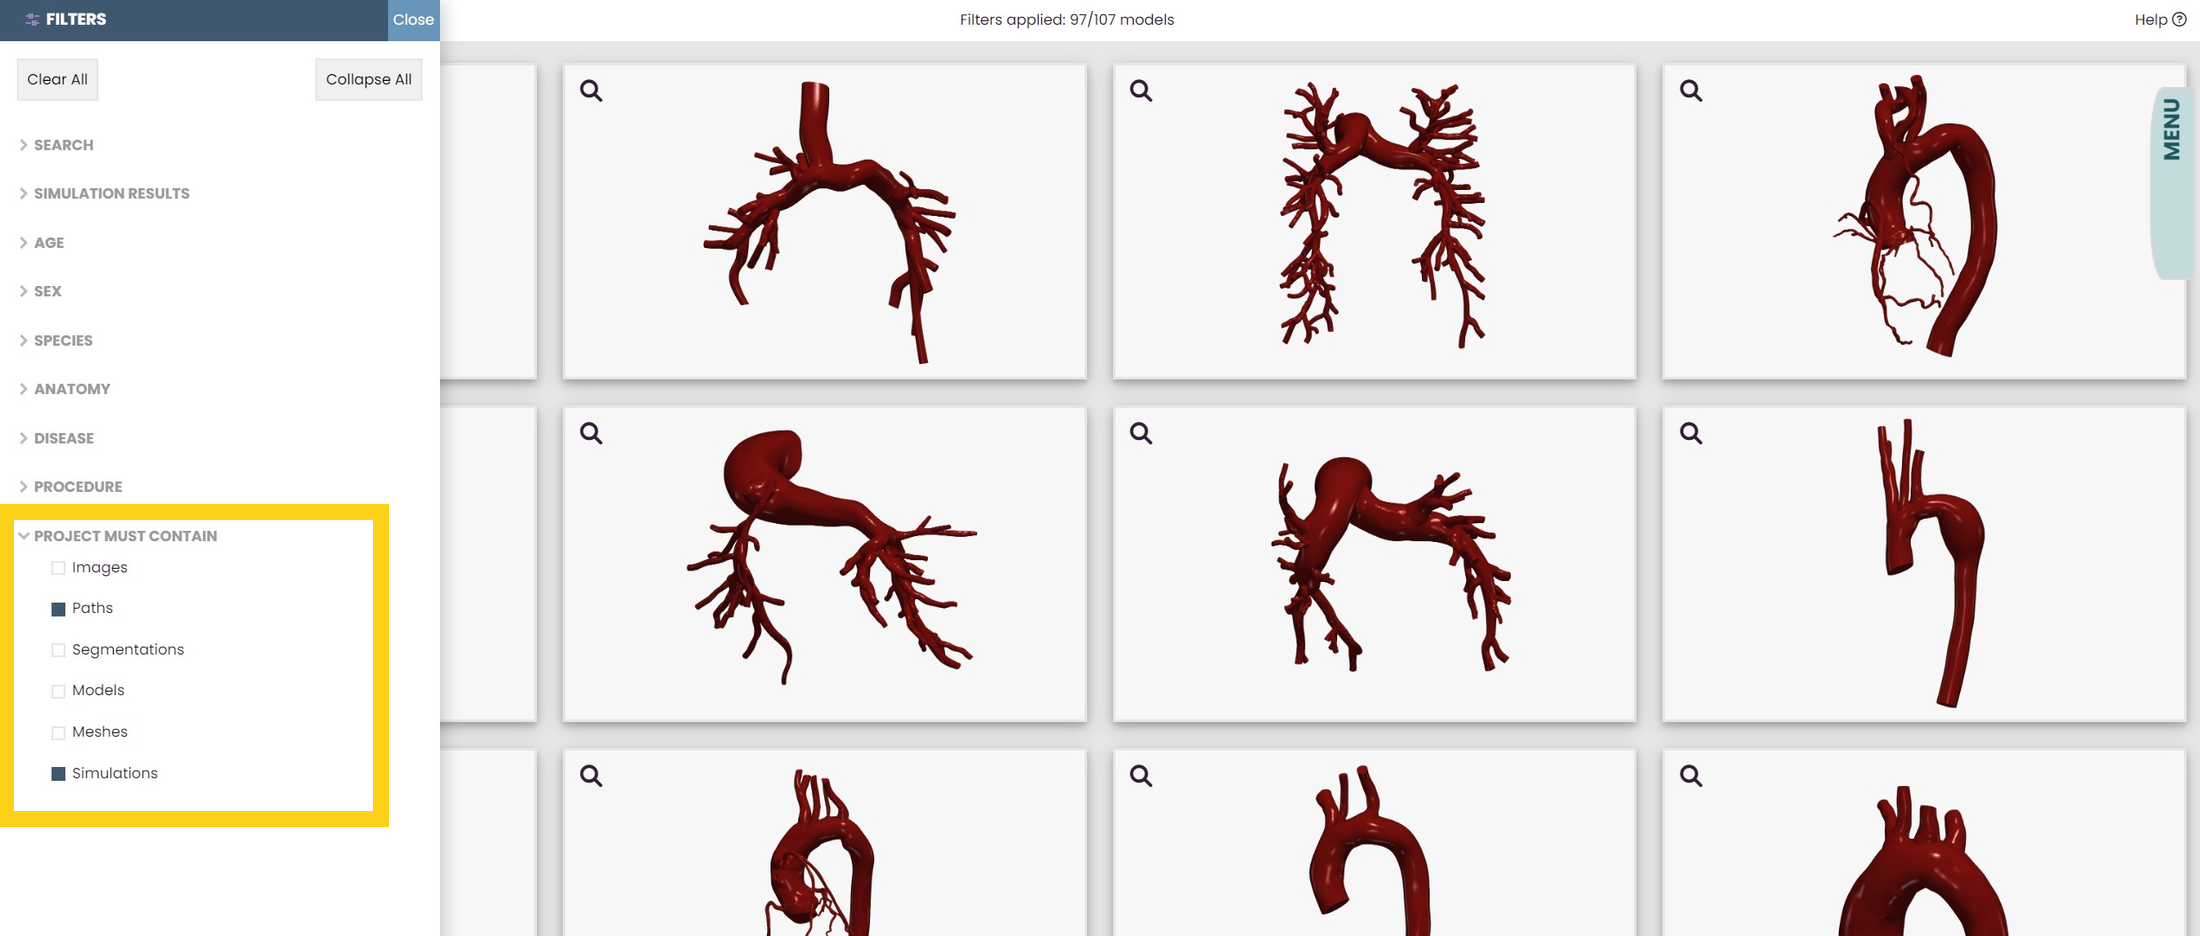 FILTERS
Close
Filters applied: 97/107 models
Help
Clear All
Collapse All
SEARCH
SIMULATION RESULTS
AGE
SEX
SPECIES
ANATOMY
DISEASE
PROCEDURE
PROJECT MUST CONTAIN
Images
Paths
Segmentations
Models
Meshes
Simulations
MENU